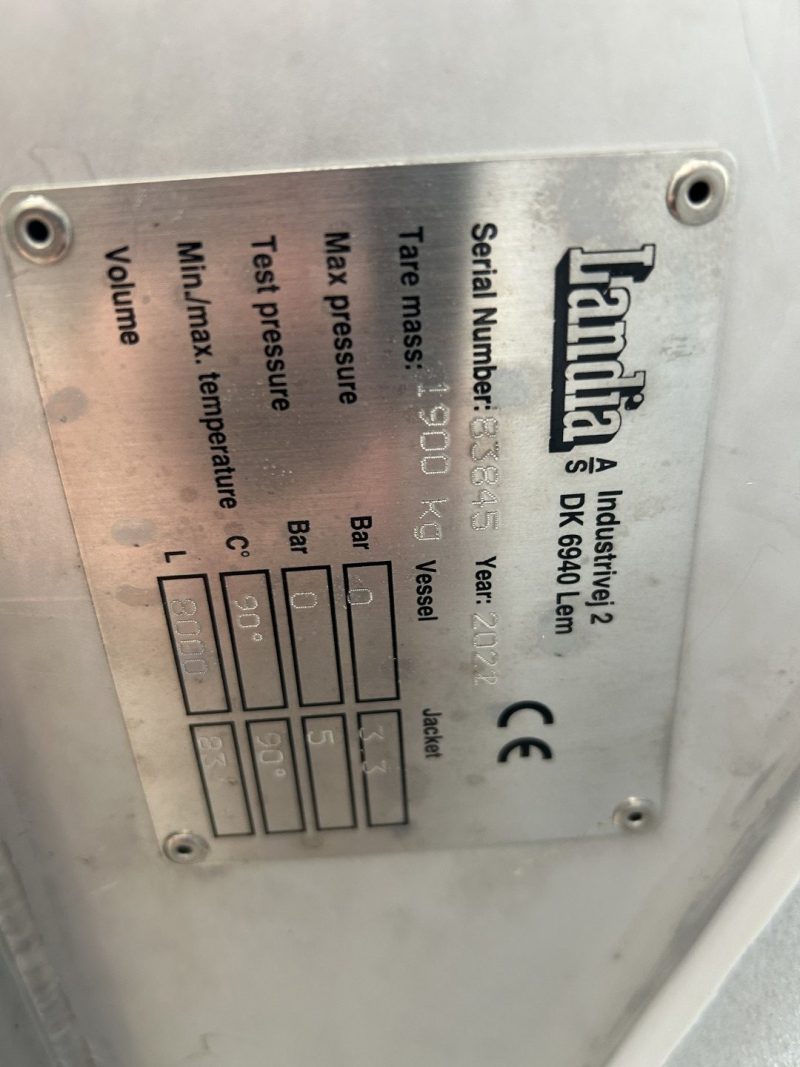 Landia A/S Industrivej 2
DK 6940 Lem
CE
Serial Number: 83845 Year: 2022
Tare mass: 1900 kg Vessel Jacket
Max pressure Bar 0 3.3
Test pressure Bar 0 5
Min./max. temperature C° 90° 90°
Volume L 8000 83